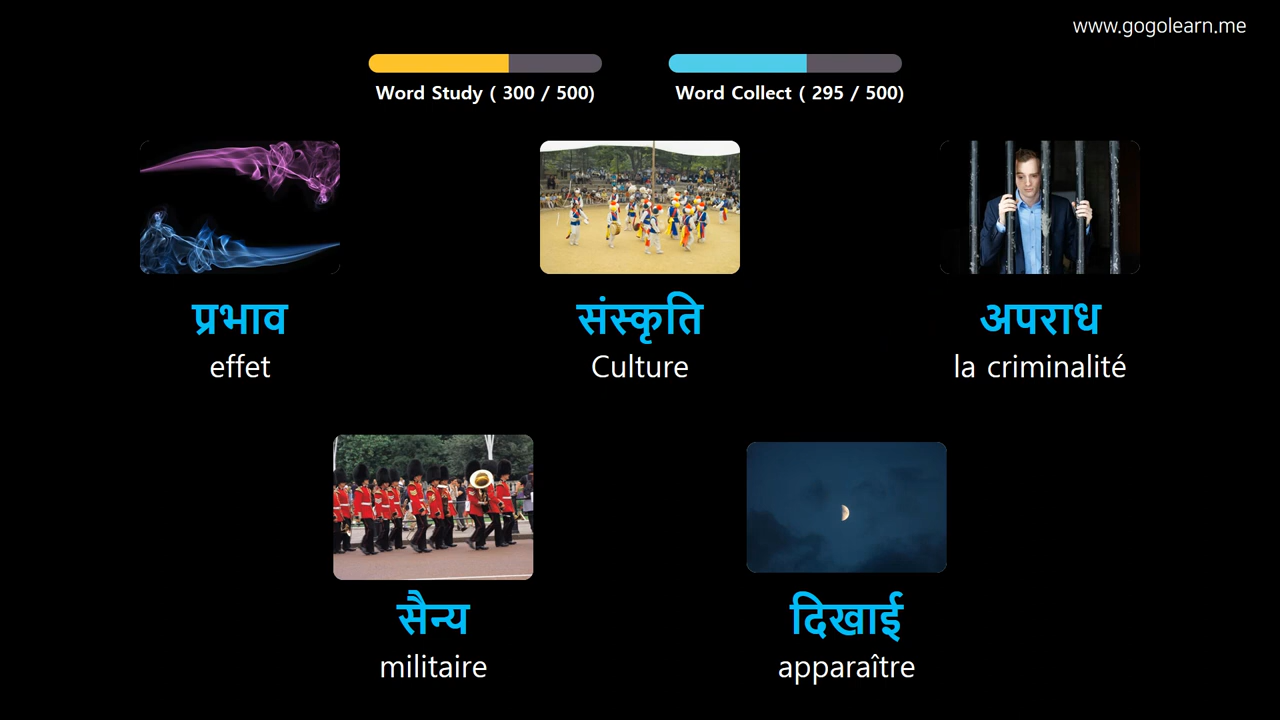 www.gogolearn.me
Word Study ( 300 / 500)
Word Collect ( 295 / 500)
प्रभाव
effet
संस्कृति
Culture
अपराध
la criminalité
सैन्य
militaire
दिखाई
apparaître